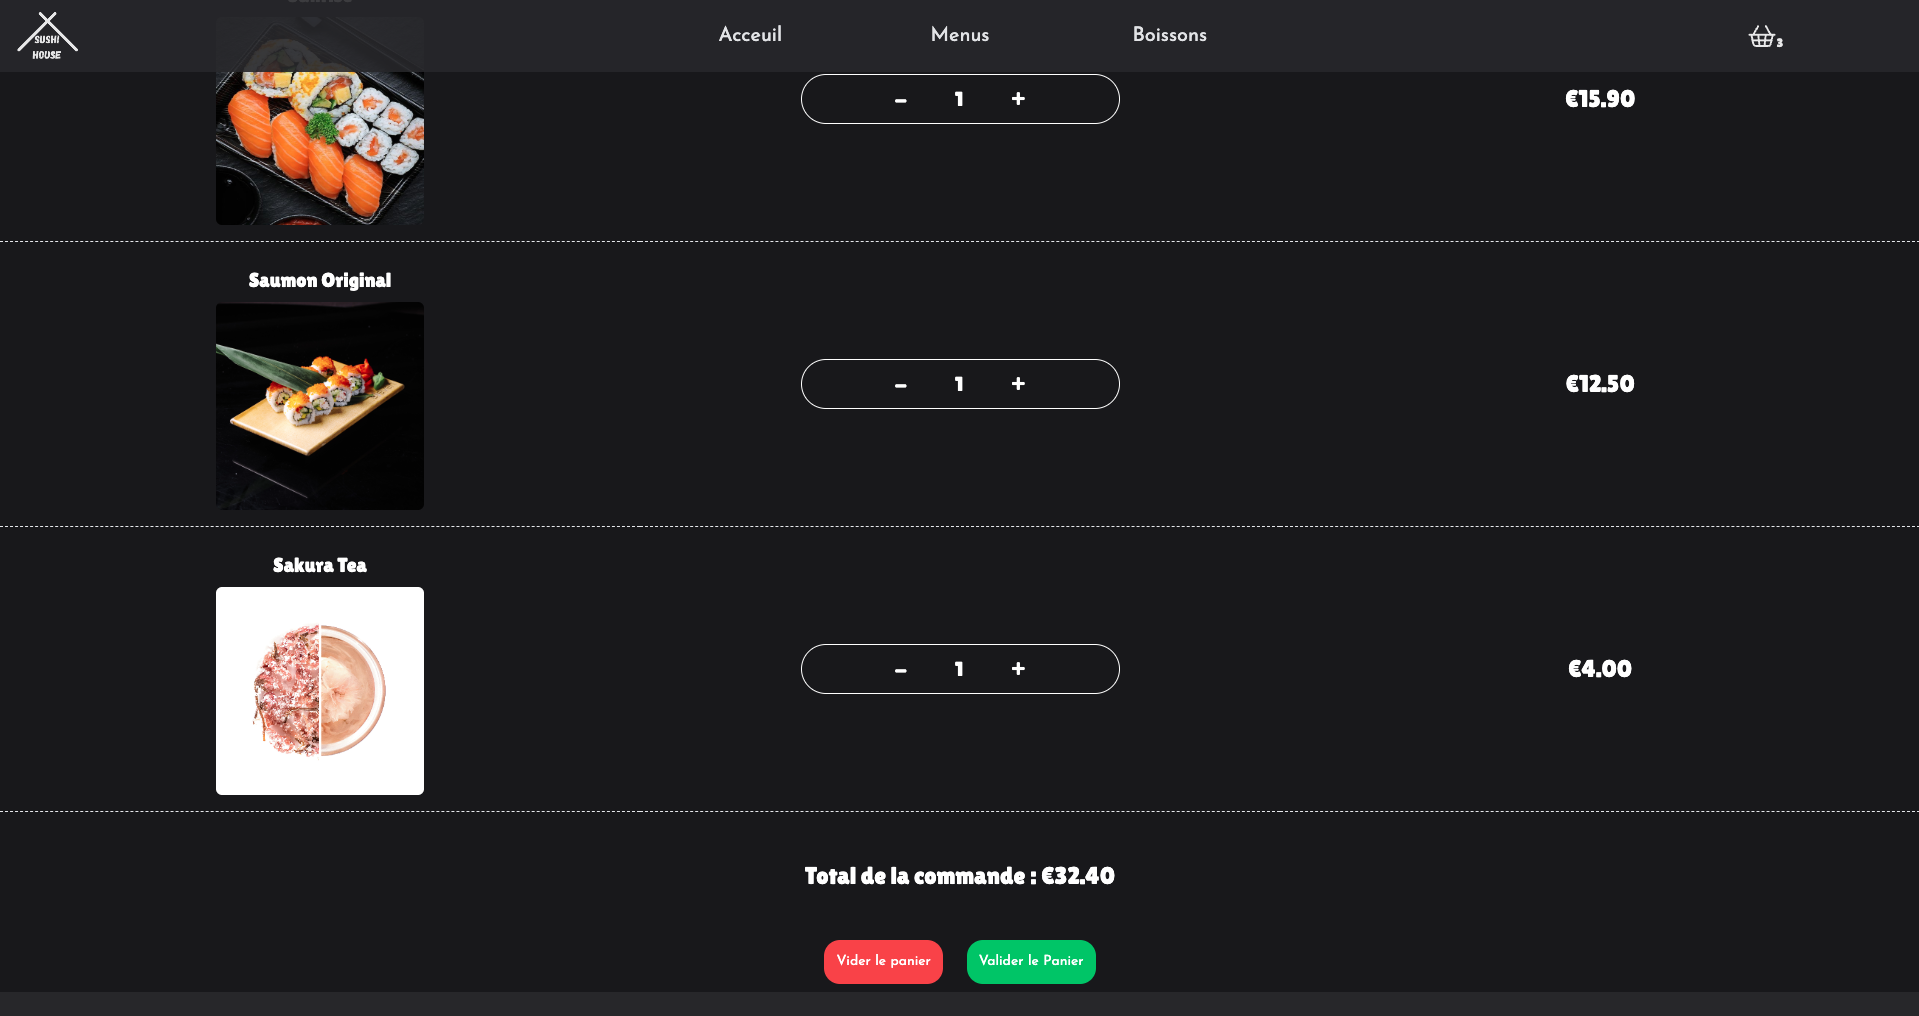 SUSHI
HOUSE
Acceuil
Menus
Boissons
3
- 1 +
€15.90
Saumon Original
- 1 +
€12.50
Sakura Tea
- 1 +
€4.00
Total de la commande : €32.40
Vider le panier
Valider le Panier